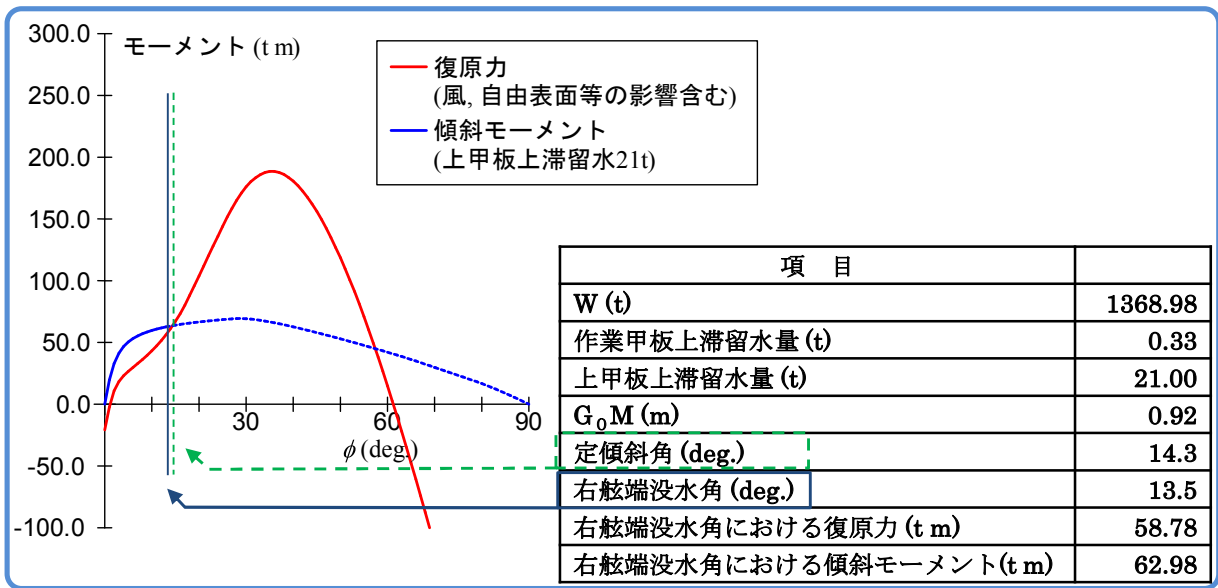 300.0
モーメント (t m)
250.0
200.0
150.0
100.0
50.0
0.0
-50.0
-100.0
30
60
90
ϕ (deg.)
復原力
(風, 自由表面等の影響含む)
傾斜モーメント
(上甲板上滞留水21t)
項 目
W (t) 1368.98
作業甲板上滞留水量 (t) 0.33
上甲板上滞留水量 (t) 21.00
G₀M (m) 0.92
定傾斜角 (deg.) 14.3
右舷端没水角 (deg.) 13.5
右舷端没水角における復原力 (t m) 58.78
右舷端没水角における傾斜モーメント(t m) 62.98